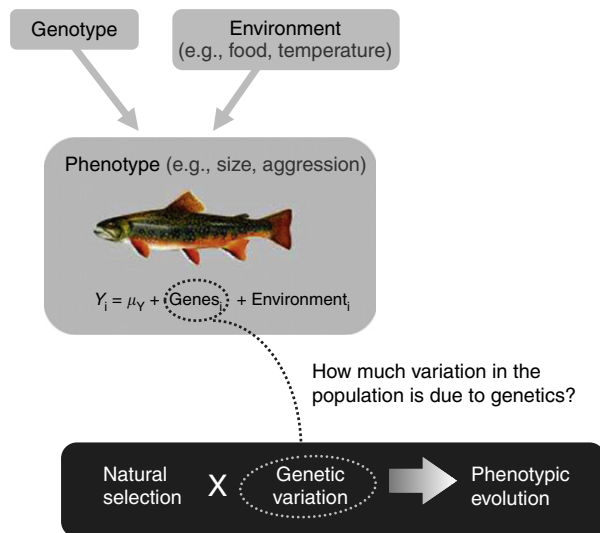 Genotype
Environment
(e.g., food, temperature)
Phenotype (e.g., size, aggression)
Yi = μY + Genesi + Environmenti
How much variation in the
population is due to genetics?
Natural
selection
X
Genetic
variation
Phenotypic
evolution